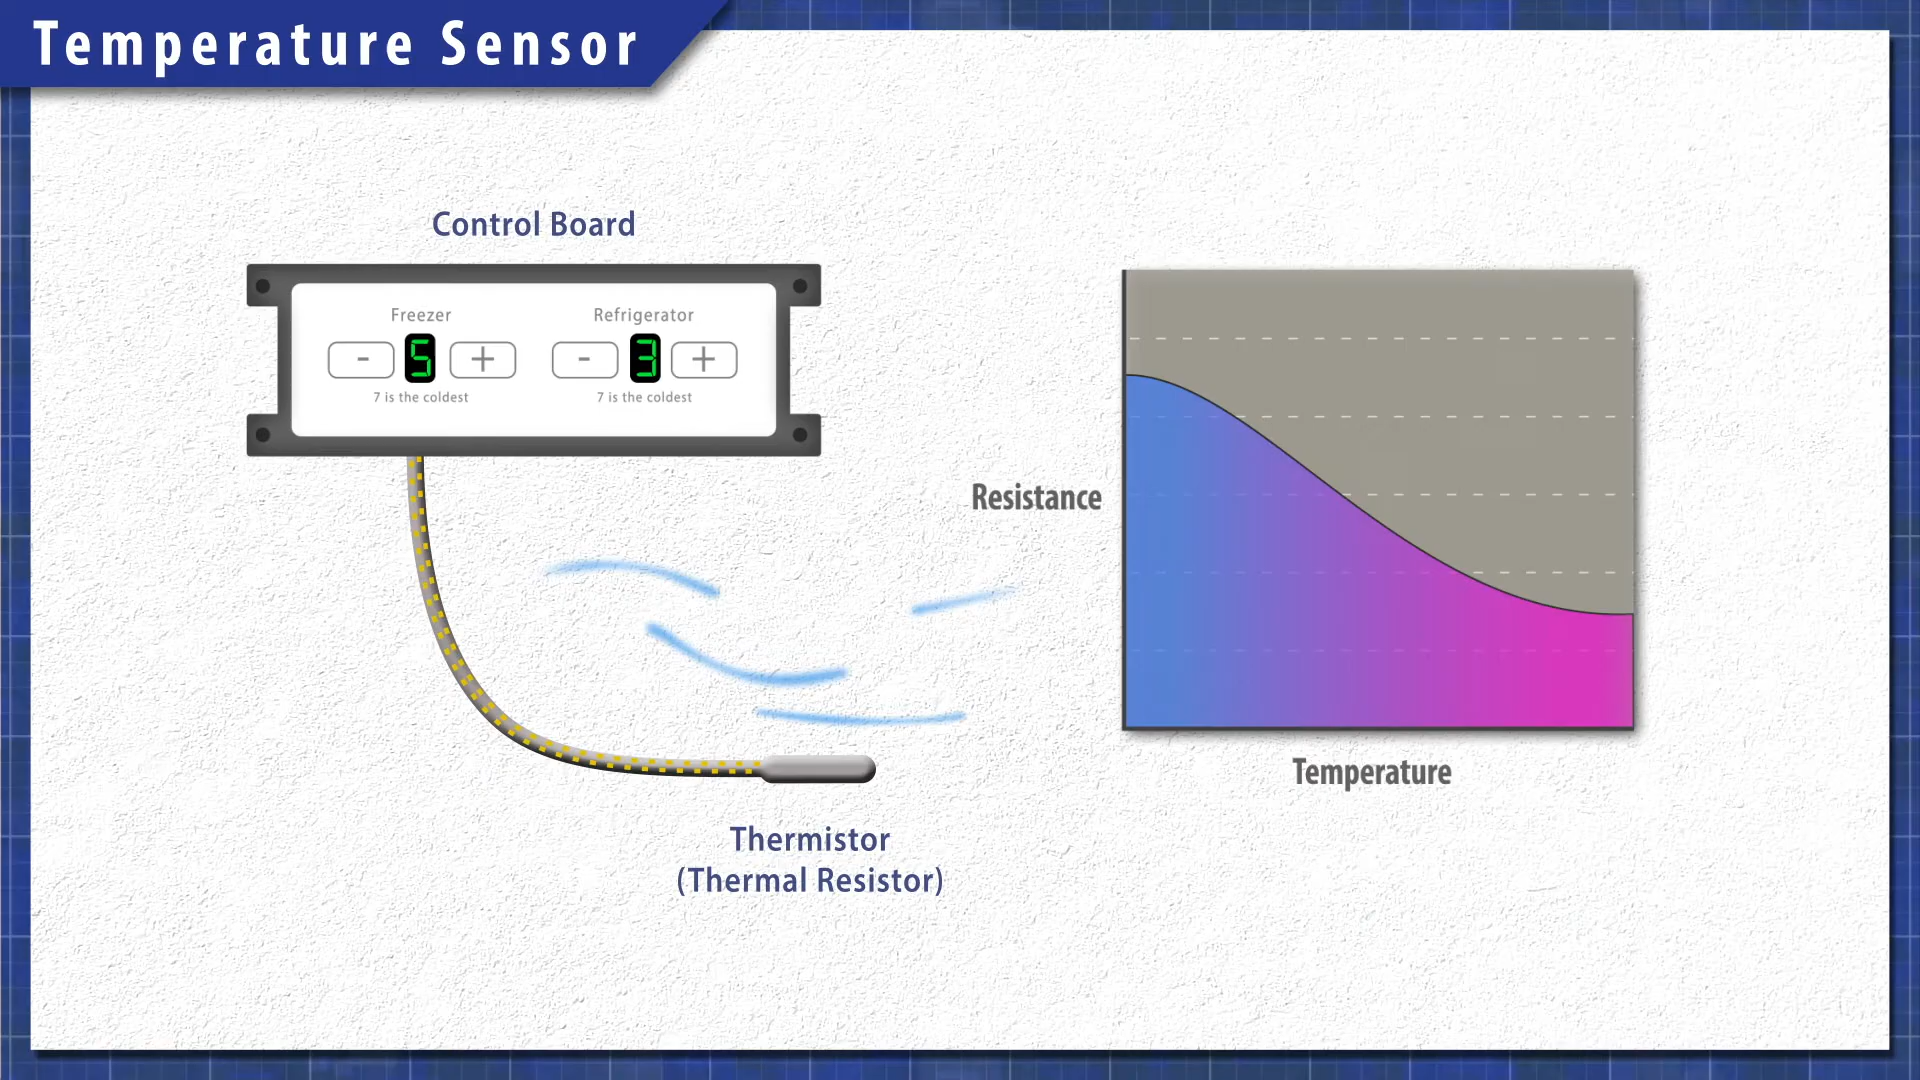 Temperature Sensor
Control Board
Freezer
Refrigerator
- 5 +
- 3 +
7 is the coldest
7 is the coldest
Resistance
Temperature
Thermistor
(Thermal Resistor)